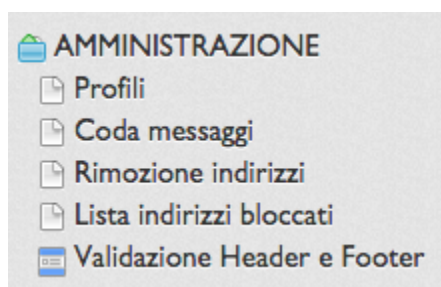 AMMINISTRAZIONE
Profili
Coda messaggi
Rimozione indirizzi
Lista indirizzi bloccati
Validazione Header e Footer